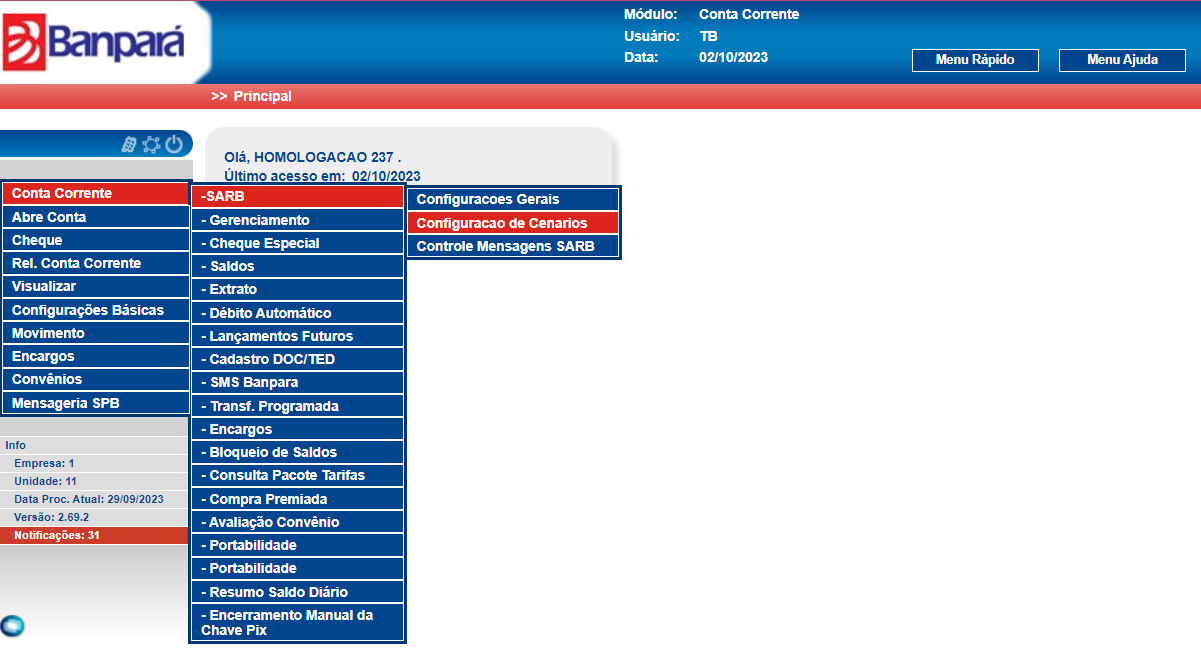 Banpará
Módulo: Conta Corrente
Usuário: TB
Data: 02/10/2023
Menu Rápido
Menu Ajuda
>> Principal
Olá, HOMOLOGACAO 237 .
Último acesso em: 02/10/2023
Conta Corrente
Abre Conta
Cheque
Rel. Conta Corrente
Visualizar
Configurações Básicas
Movimento
Encargos
Convênios
Mensageria SPB
-SARB
- Gerenciamento
- Cheque Especial
- Saldos
- Extrato
- Débito Automático
- Lançamentos Futuros
- Cadastro DOC/TED
- SMS Banpara
- Transf. Programada
- Encargos
- Bloqueio de Saldos
- Consulta Pacote Tarifas
- Compra Premiada
- Avaliação Convênio
- Portabilidade
- Portabilidade
- Resumo Saldo Diário
- Encerramento Manual da
Chave Pix
Configuracoes Gerais
Configuracao de Cenarios
Controle Mensagens SARB
Info
Empresa: 1
Unidade: 11
Data Proc. Atual: 29/09/2023
Versão: 2.69.2
Notificações: 31